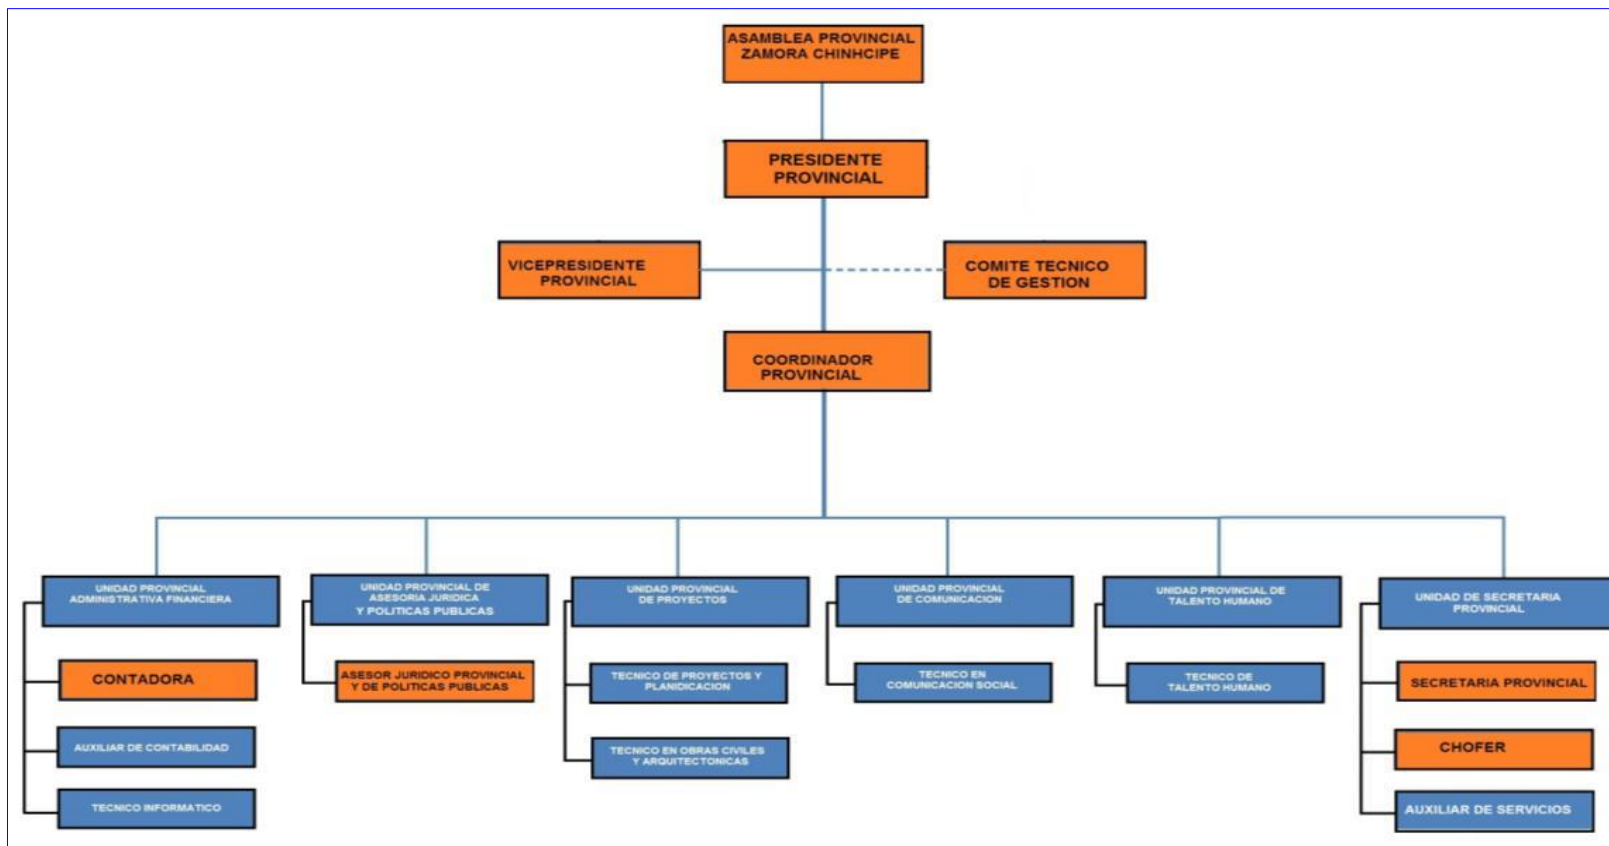 ASAMBLEA PROVINCIAL
ZAMORA CHINHCIPE
PRESIDENTE
PROVINCIAL
VICEPRESIDENTE
PROVINCIAL
COMITE TECNICO
DE GESTION
COORDINADOR
PROVINCIAL
UNIDAD PROVINCIAL
ADMINISTRATIVA FINANCIERA
UNIDAD PROVINCIAL DE
ASESORIA JURIDICA
Y POLITICAS PUBLICAS
UNIDAD PROVINCIAL
DE PROYECTOS
UNIDAD PROVINCIAL
DE COMUNICACION
UNIDAD PROVINCIAL DE
TALENTO HUMANO
UNIDAD DE SECRETARIA
PROVINCIAL
CONTADORA
ASESOR JURIDICO PROVINCIAL
Y DE POLITICAS PUBLICAS
TECNICO DE PROYECTOS Y
PLANIDICACION
TECNICO EN
COMUNICACION SOCIAL
TECNICO DE
TALENTO HUMANO
SECRETARIA PROVINCIAL
AUXILIAR DE CONTABILIDAD
TECNICO EN OBRAS CIVILES
Y ARQUITECTONICAS
CHOFER
TECNICO INFORMATICO
AUXILIAR DE SERVICIOS